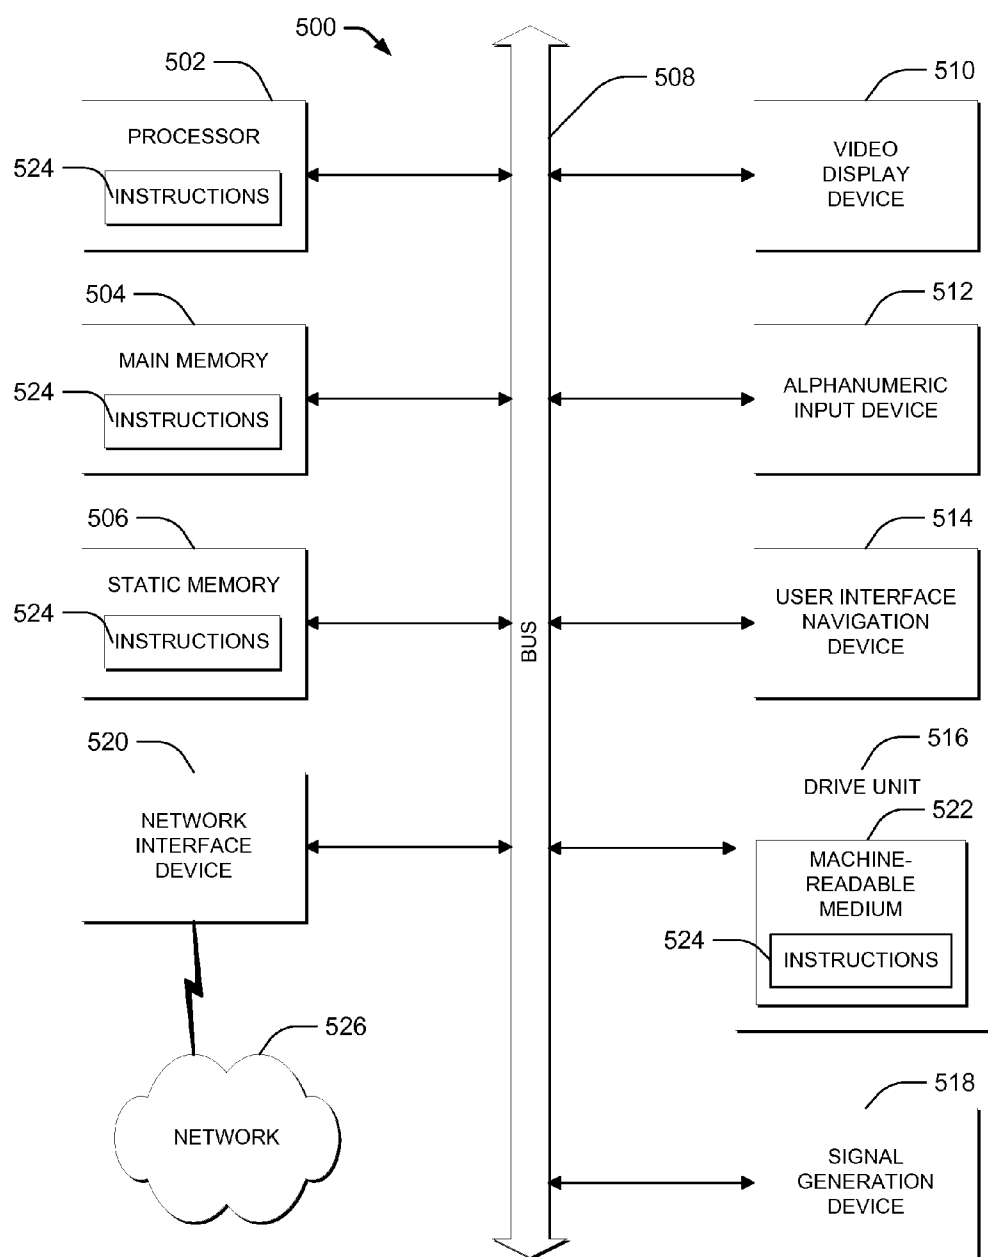 500
502
PROCESSOR
524
INSTRUCTIONS
504
MAIN MEMORY
524
INSTRUCTIONS
506
STATIC MEMORY
524
INSTRUCTIONS
520
NETWORK
INTERFACE
DEVICE
526
NETWORK
508
BUS
510
VIDEO
DISPLAY
DEVICE
512
ALPHANUMERIC
INPUT DEVICE
514
USER INTERFACE
NAVIGATION
DEVICE
516
DRIVE UNIT
522
MACHINE-
READABLE
MEDIUM
524
INSTRUCTIONS
518
SIGNAL
GENERATION
DEVICE